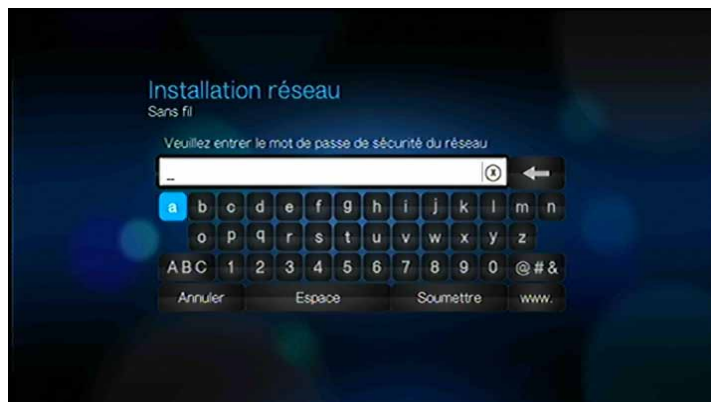 Installation réseau
Sans fil
Veuillez entrer le mot de passe de sécurité du réseau
_
a b c d e f g h i j k l m n
o p q r s t u v w x y z
ABC 1 2 3 4 5 6 7 8 9 0 @#&
Annuler Espace Soumettre www.